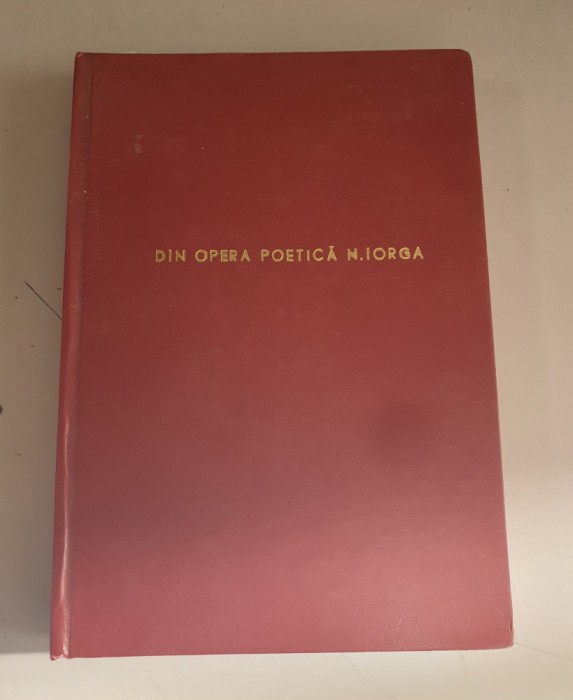 DIN OPERA POETICĂ N.IORGA